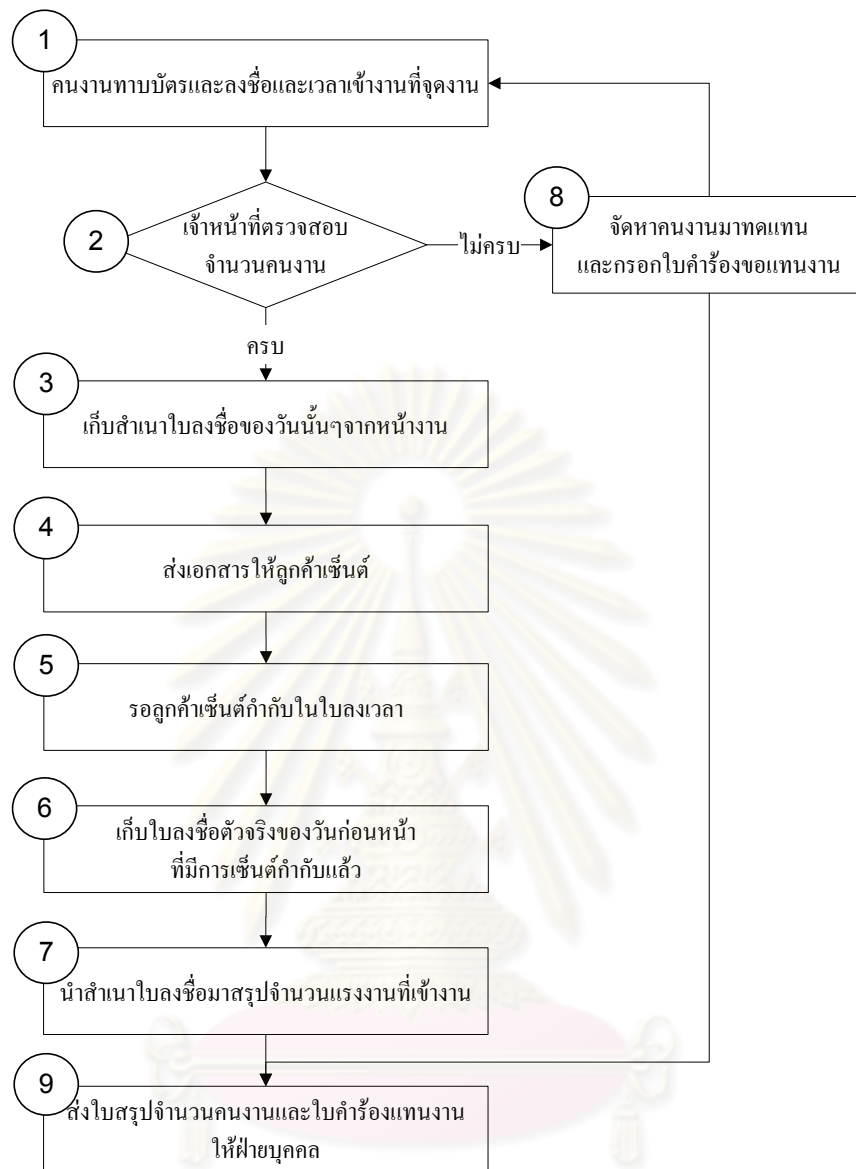 1
คนงานทาบบัตรและลงชื่อและเวลาเข้างานที่จุดงาน
2
เจ้าหน้าที่ตรวจสอบ
จำนวนคนงาน
ไม่ครบ
8
จัดหาคนงานมาทดแทน
และกรอกใบคำร้องขอแทนงาน
ครบ
3
เก็บสำเนาใบลงชื่อของวันนั้นๆจากหน้างาน
4
ส่งเอกสารให้ลูกค้าเซ็นต์
5
รอลูกค้าเซ็นต์กำกับในใบลงเวลา
6
เก็บใบลงชื่อตัวจริงของวันก่อนหน้า
ที่มีการเซ็นต์กำกับแล้ว
7
นำสำเนาใบลงชื่อมาสรุปจำนวนแรงงานที่เข้างาน
9
ส่งใบสรุปจำนวนคนงานและใบคำร้องแทนงาน
ให้ฝ่ายบุคคล